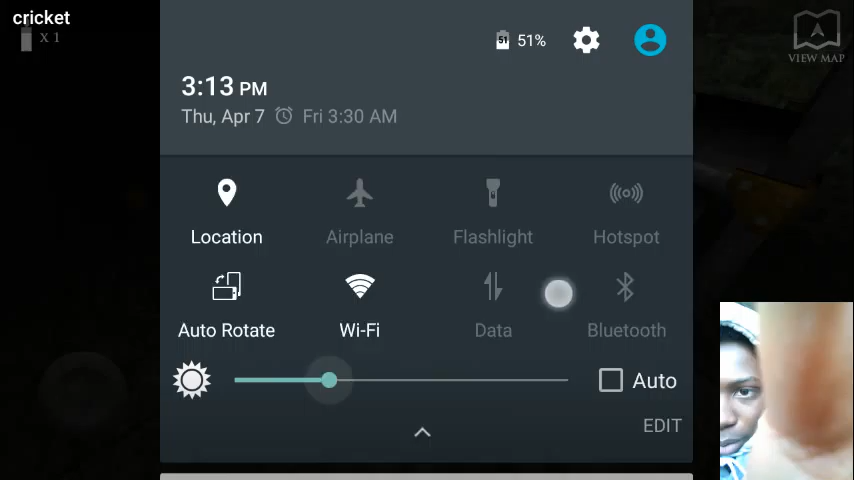 cricket
X 1
51%
VIEW MAP
3:13 PM
Thu, Apr 7 Fri 3:30 AM
Location Airplane Flashlight Hotspot
Auto Rotate Wi-Fi Data Bluetooth
Auto
EDIT